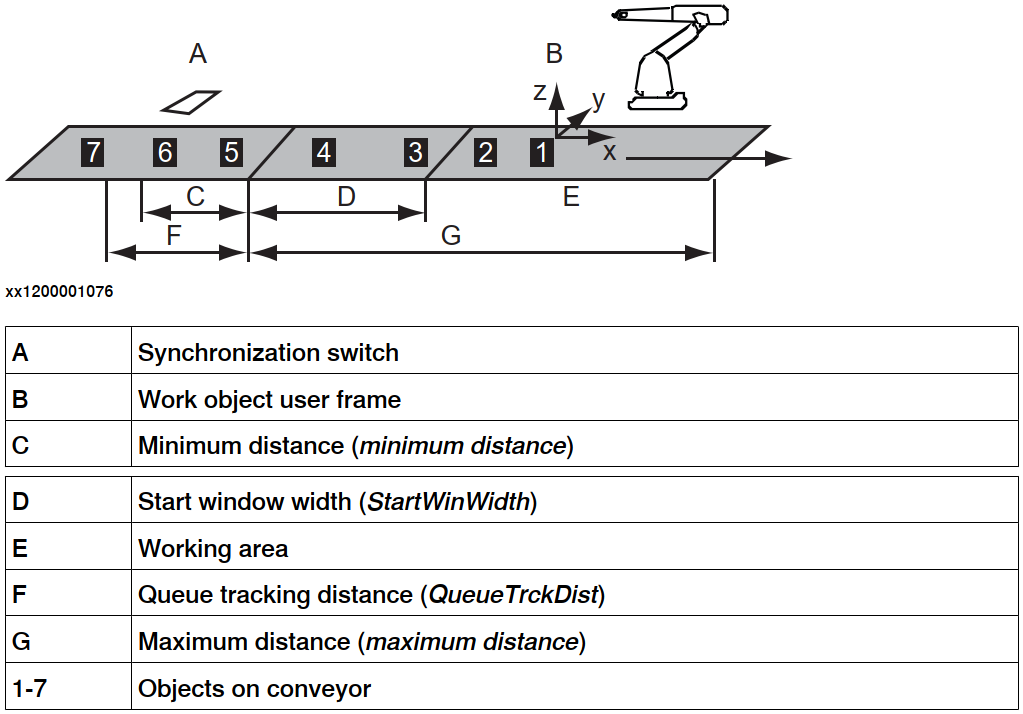 A
B
z
y
7 6 5 4 3 2 1
x
C
D
E
F
G
xx1200001076
A Synchronization switch
B Work object user frame
C Minimum distance (minimum distance)
D Start window width (StartWinWidth)
E Working area
F Queue tracking distance (QueueTrckDist)
G Maximum distance (maximum distance)
1-7 Objects on conveyor